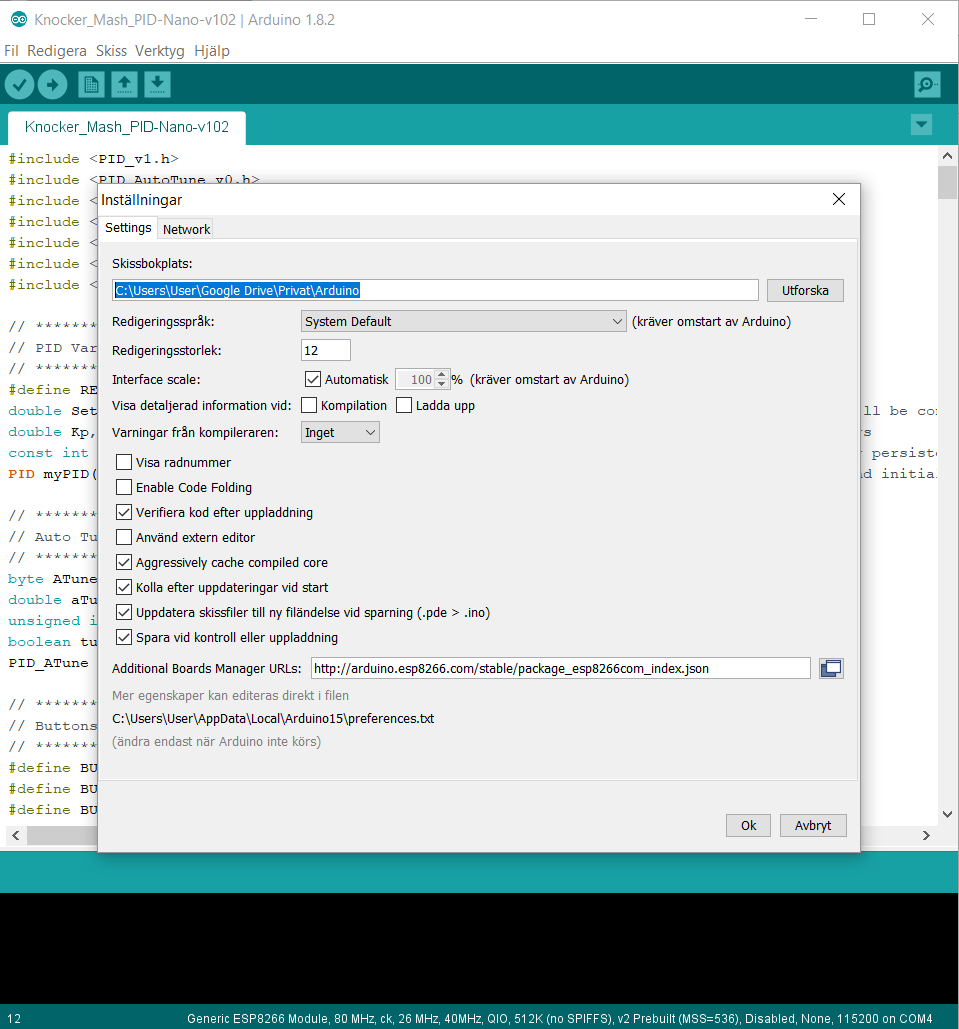 Knocker_Mash_PID-Nano-v102 | Arduino 1.8.2
Fil Redigera Skiss Verktyg Hjälp
Knocker_Mash_PID-Nano-v102
#include <PID_v1.h>
#include <PID_AutoTune_v0.h>
#include <
#include <
#include <
#include <
#include <
// *******
// PID Var
// *******
#define RE
double Set ll be con
double Kp, rs
const int r persiste
PID myPID( nd initia
// *******
// Auto Tu
// *******
byte ATune
double aTu
unsigned i
boolean tu
PID_ATune
// *******
// Buttons
// *******
#define BU
#define BU
#define BU
Inställningar
Settings Network
Skissbokplats:
C:\Users\User\Google Drive\Privat\Arduino Utforska
Redigeringsspråk: System Default (kräver omstart av Arduino)
Redigeringsstorlek: 12
Interface scale: Automatisk 100 % (kräver omstart av Arduino)
Visa detaljerad information vid: Kompilation Ladda upp
Varningar från kompileraren: Inget
Visa radnummer
Enable Code Folding
Verifiera kod efter uppladdning
Använd extern editor
Aggressively cache compiled core
Kolla efter uppdateringar vid start
Uppdatera skissfiler till ny filändelse vid sparning (.pde > .ino)
Spara vid kontroll eller uppladdning
Additional Boards Manager URLs: http://arduino.esp8266.com/stable/package_esp8266com_index.json
Mer egenskaper kan editeras direkt i filen
C:\Users\User\AppData\Local\Arduino15\preferences.txt
(ändra endast när Arduino inte körs)
Ok Avbryt
12 Generic ESP8266 Module, 80 MHz, ck, 26 MHz, 40MHz, QIO, 512K (no SPIFFS), v2 Prebuilt (MSS=536), Disabled, None, 115200 on COM4